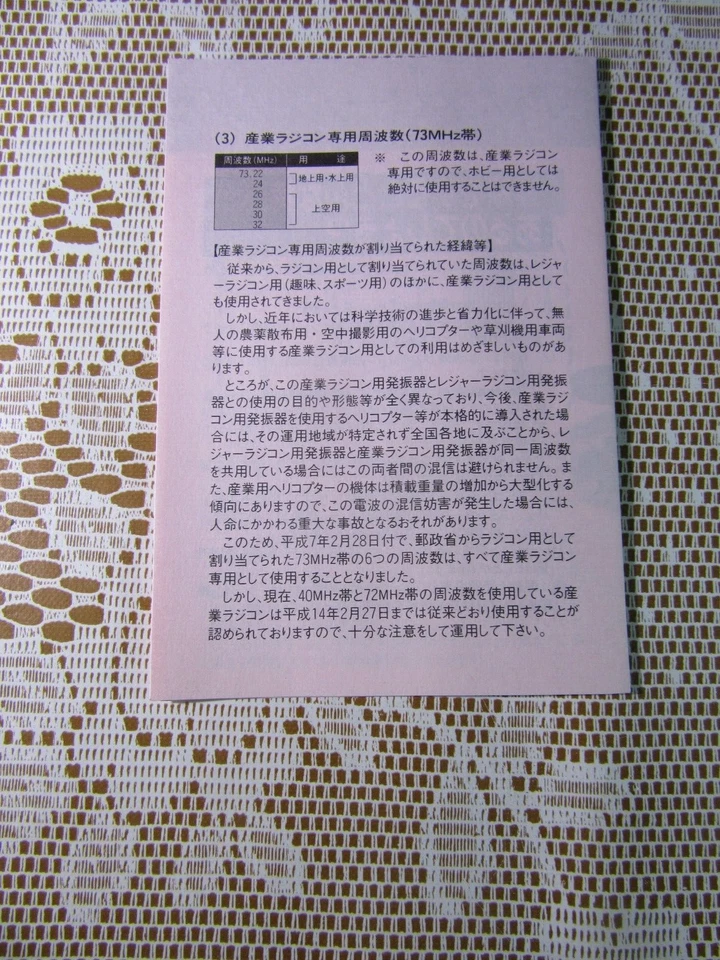 （3）産業ラジコン専用周波数（73MHz帯）
周波数(MHz) 用途
73.22
24
地上用・水上用
26
28
上空用
30
32
※ この周波数は、産業ラジコン
専用ですので、ホビー用としては
絶対に使用することはできません。
【産業ラジコン専用周波数が割り当てられた経緯等】
従来から、ラジコン用として割り当てられていた周波数は、レジャ
ーラジコン用（趣味、スポーツ用）のほかに、産業ラジコン用として
も使用されてきました。
しかし、近年においては科学技術の進歩と省力化に伴って、無
人の農薬散布用・空中撮影用のヘリコプターや草刈機用車両
等に使用する産業ラジコン用としての利用はめざましいものがあ
ります。
ところが、この産業ラジコン用発振器とレジャーラジコン用発振
器との使用の目的や形態等が全く異なっており、今後、産業ラジ
コン用発振器を使用するヘリコプター等が本格的に導入された場
合には、その運用地域が特定されず全国各地に及ぶことから、レ
ジャーラジコン用発振器と産業ラジコン用発振器が同一周波数
を共用している場合にはこの両者間の混信は避けられません。ま
た、産業用ヘリコプターの機体は積載重量の増加から大型化する
傾向にありますので、この電波の混信妨害が発生した場合には、
人命にかかわる重大な事故となるおそれがあります。
このため、平成7年2月28日付で、郵政省からラジコン用として
割り当てられた73MHz帯の6つの周波数は、すべて産業ラジコン
専用として使用することとなりました。
しかし、現在、40MHz帯と72MHz帯の周波数を使用している産
業ラジコンは平成14年2月27日までは従来どおり使用することが
認められておりますので、十分な注意をして運用して下さい。